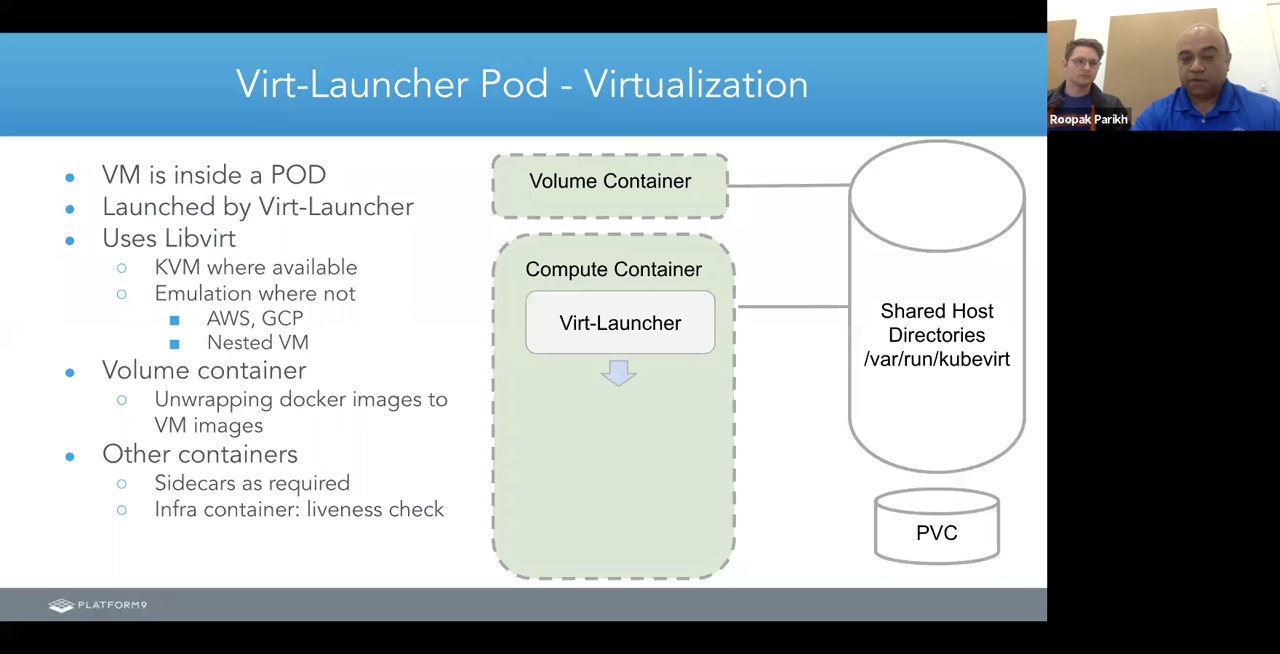 Virt-Launcher Pod - Virtualization
VM is inside a POD
Launched by Virt-Launcher
Uses Libvirt
KVM where available
Emulation where not
AWS, GCP
Nested VM
Volume container
Unwrapping docker images to
VM images
Other containers
Sidecars as required
Infra container: liveness check
Volume Container
Compute Container
Virt-Launcher
Shared Host
Directories
/var/run/kubevirt
PVC
PLATFORM9
Roopak Parikh